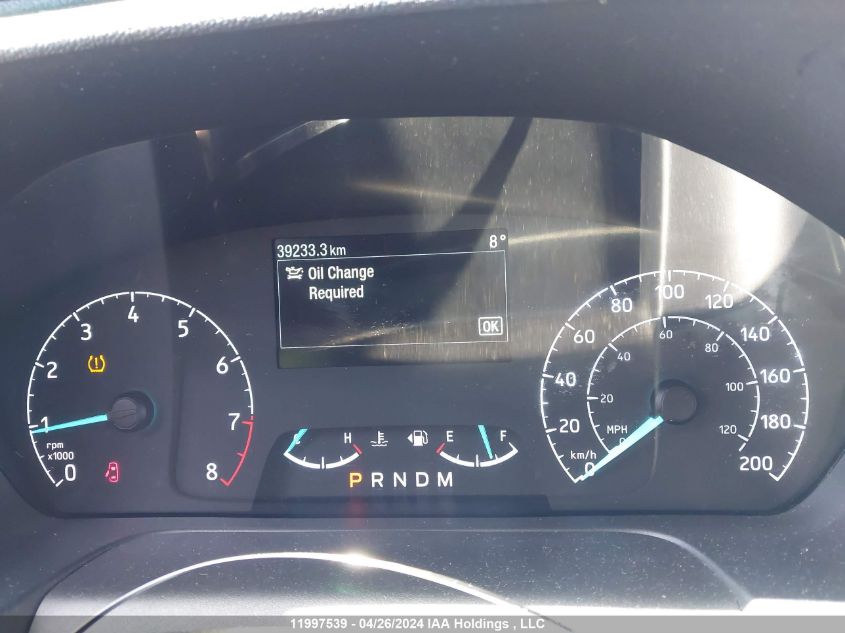 39233.3 km 8°
Oil Change
Required
OK
0 1 2 3 4 5 6 7 8
rpm
x1000
C H E F
P R N D M
0 20 40 60 80 100 120 140 160 180 200
km/h
0 20 40 60 80 100 120
MPH
11997539 - 04/26/2024 IAA Holdings , LLC